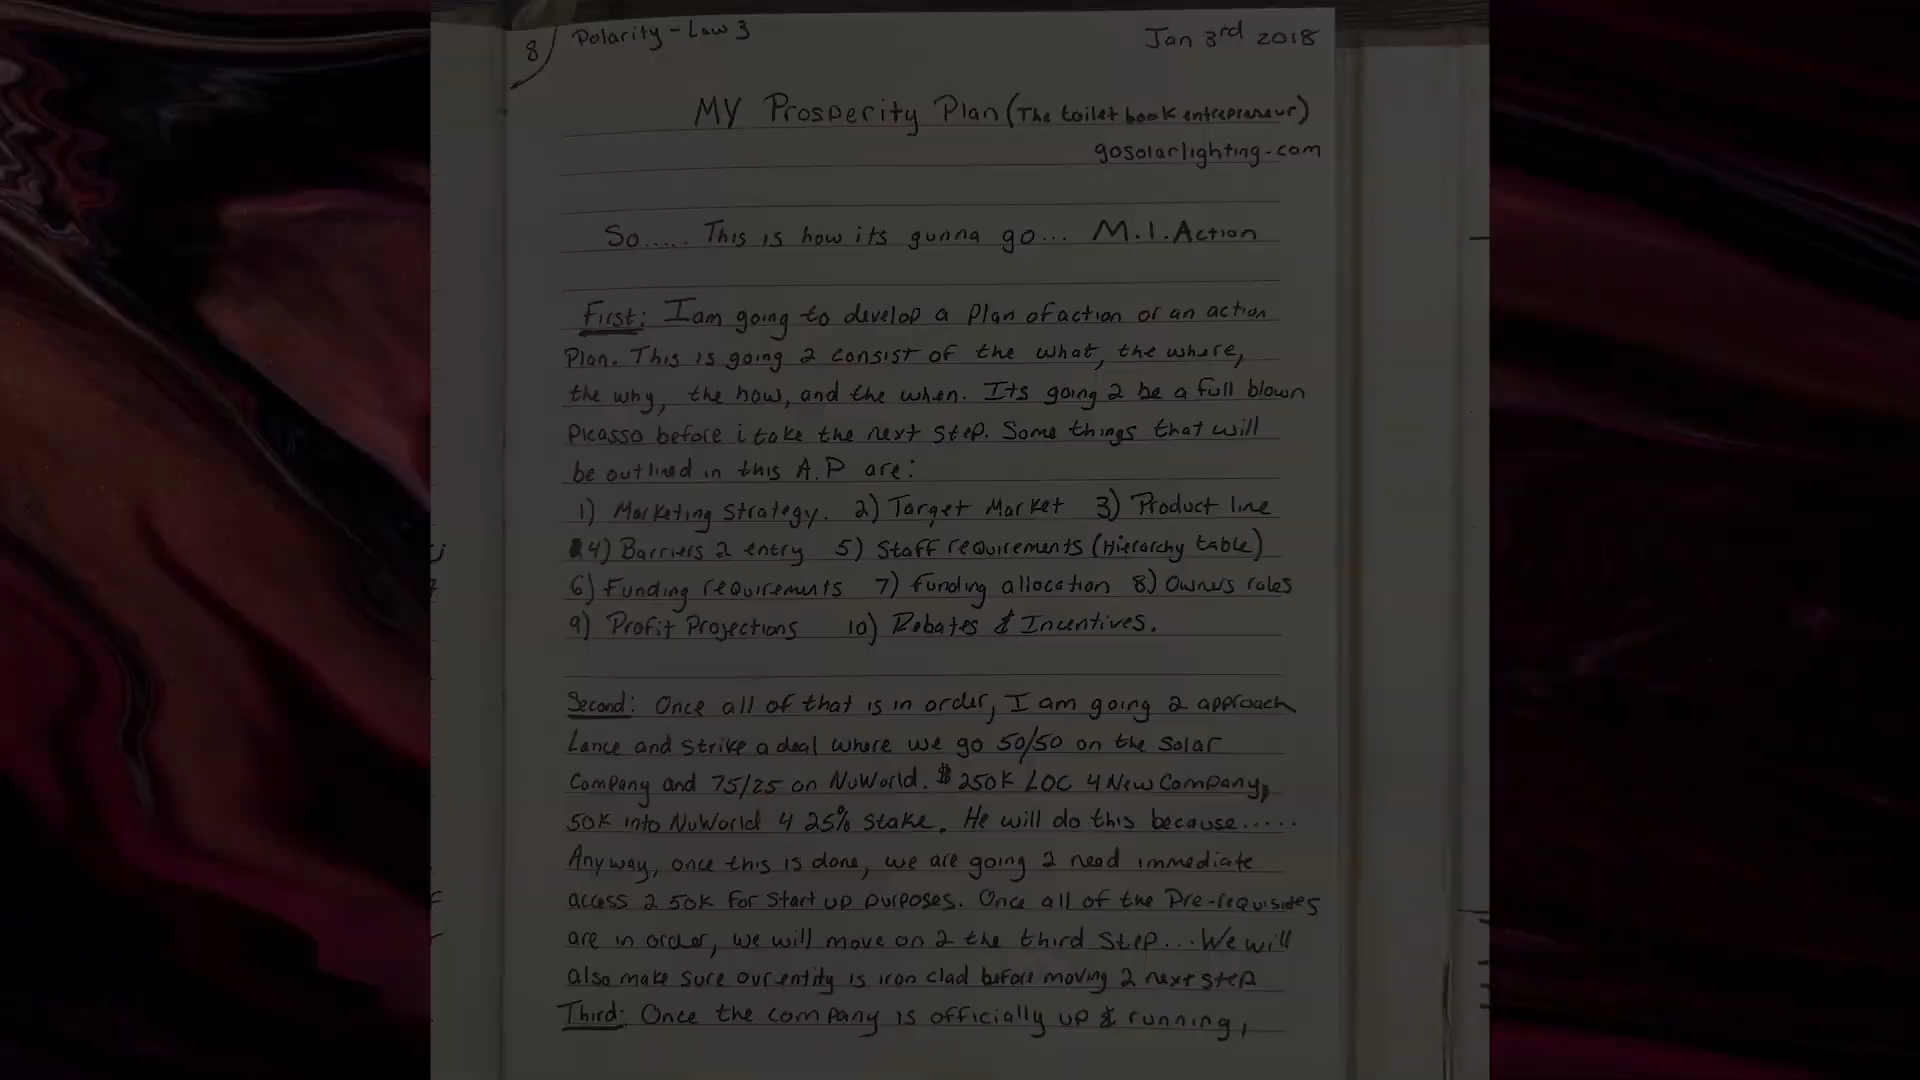 8) Polarity - Law 3 Jan 3rd 2018
MY Prosperity Plan (The toilet book entrepreneur)
gosolarlighting.com
So..... This is how its gunna go... M.I.Action
First: I am going to develop a Plan of action or an action
Plan. This is going 2 consist of the what, the where,
the why, the how, and the when. Its going 2 be a full blown
Picasso before i take the next step. Some things that will
be outlined in this A.P are:
1) Marketing Strategy. 2) Target Market 3) Product line
4) Barriers 2 entry 5) Staff requirements (Hierarchy table)
6) Funding requirements 7) funding allocation 8) Owners roles
9) Profit Projections 10) Rebates & Incentives.
Second: Once all of that is in order, I am going 2 approach
Lance and strike a deal where we go 50/50 on the Solar
Company and 75/25 on NuWorld. $250K LOC 4 New Company,
50K into NuWorld 4 25% stake. He will do this because.....
Anyway, once this is done, we are going 2 need immediate
access 2 50K for start up purposes. Once all of the Pre-requisites
are in order, we will move on 2 the third step... We will
also make sure our entity is iron clad before moving 2 next step
Third: Once the company is officially up & running,